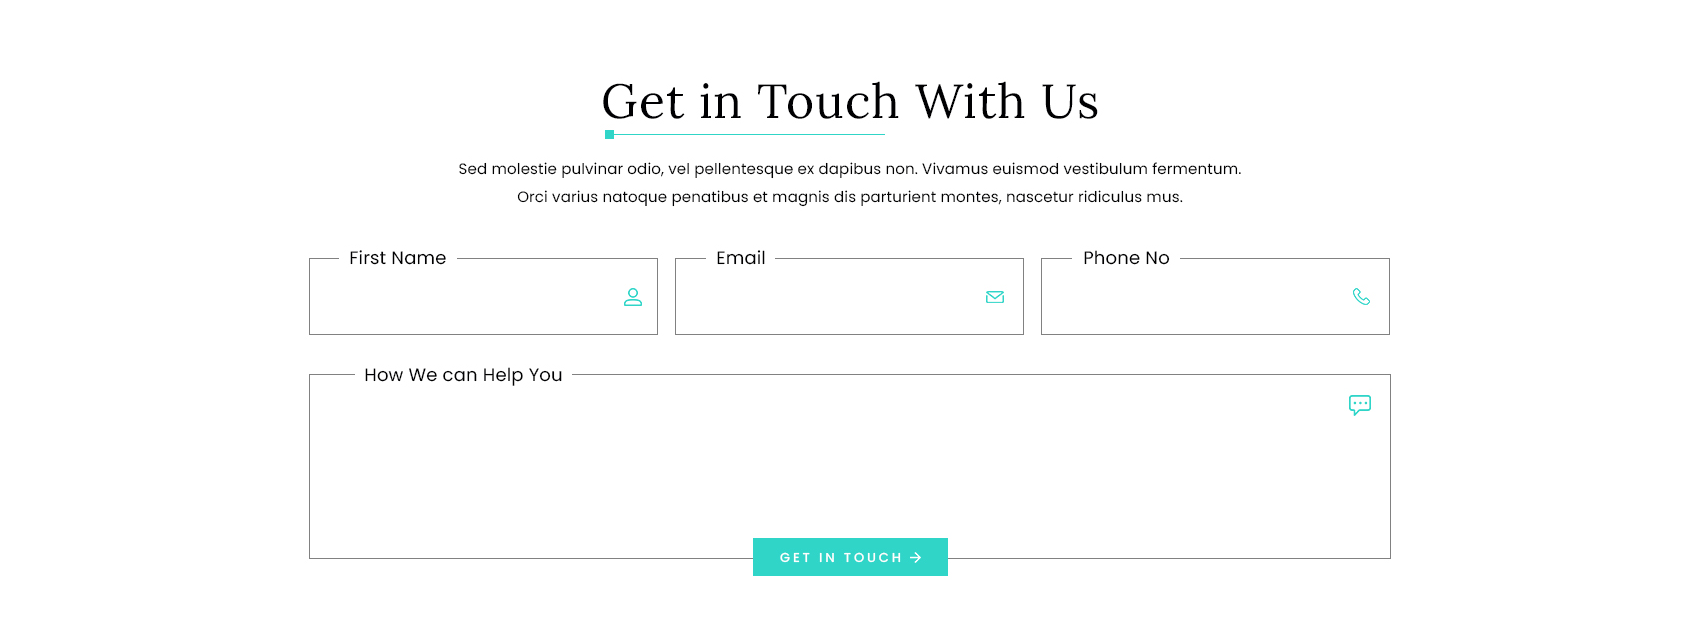 Get in Touch With Us
Sed molestie pulvinar odio, vel pellentesque ex dapibus non. Vivamus euismod vestibulum fermentum.
Orci varius natoque penatibus et magnis dis parturient montes, nascetur ridiculus mus.
First Name
Email
Phone No
How We can Help You
GET IN TOUCH →